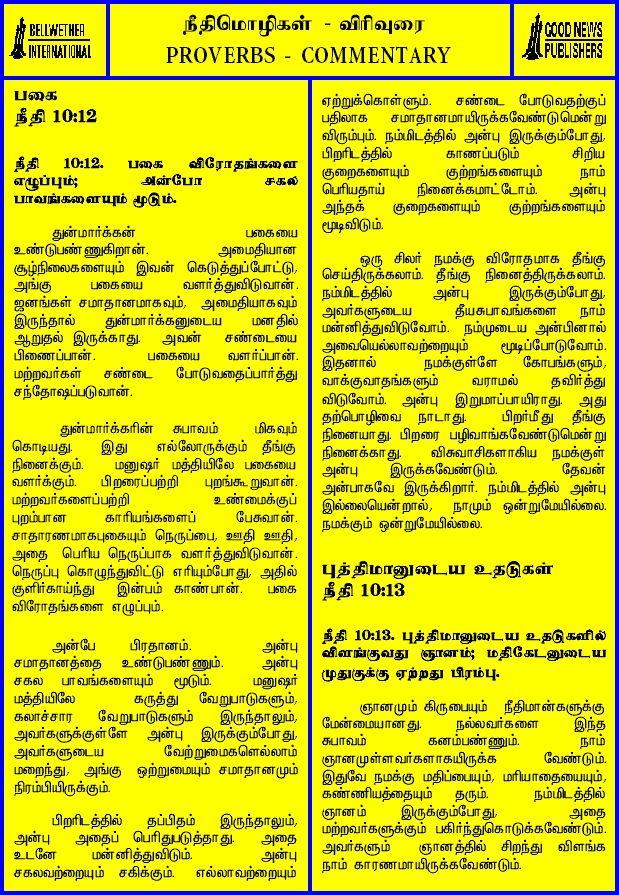 BELLWETHER
INTERNATIONAL
நீதிமொழிகள் - விரிவுரை
PROVERBS - COMMENTARY
GOOD NEWS
PUBLISHERS
பகை
நீதி 10:12
நீதி 10:12. பகை விரோதங்களை
எழுப்பும்; அன்போ சகல
பாவங்களையும் மூடும்.
துன்மார்க்கன் பகையை
உண்டுபண்ணுகிறான். அமைதியான
சூழ்நிலைகளையும் இவன் கெடுத்துப்போட்டு,
அங்கு பகையை வளர்த்துவிடுவான்.
ஜனங்கள் சமாதானமாகவும், அமைதியாகவும்
இருந்தால் துன்மார்க்கனுடைய மனதில்
ஆறுதல் இருக்காது. அவன் சண்டையை
பிணைப்பான். பகையை வளர்ப்பான்.
மற்றவர்கள் சண்டை போடுவதைப்பார்த்து
சந்தோஷப்படுவான்.
துன்மார்க்கரின் சுபாவம் மிகவும்
கொடியது. இது எல்லோருக்கும் தீங்கு
நினைக்கும். மனுஷர் மத்தியிலே பகையை
வளர்க்கும். பிறரைப்பற்றி புறங்கூறுவான்.
மற்றவர்களைப்பற்றி உண்மைக்குப்
புறம்பான காரியங்களைப் பேசுவான்.
சாதாரணமாகபுகையும் நெருப்பை, ஊதி ஊதி,
அதை பெரிய நெருப்பாக வளர்த்துவிடுவான்.
நெருப்பு கொழுந்துவிட்டு எரியும்போது, அதில்
குளிர்காய்ந்து இன்பம் காண்பான். பகை
விரோதங்களை எழுப்பும்.
அன்பே பிரதானம். அன்பு
சமாதானத்தை உண்டுபண்ணும். அன்பு
சகல பாவங்களையும் மூடும். மனுஷர்
மத்தியிலே கருத்து வேறுபாடுகளும்,
கலாச்சார வேறுபாடுகளும் இருந்தாலும்,
அவர்களுக்குள்ளே அன்பு இருக்கும்போது,
அவர்களுடைய வேற்றுமைகளெல்லாம்
மறைந்து, அங்கு ஒற்றுமையும் சமாதானமும்
நிரம்பியிருக்கும்.
பிறரிடத்தில் தப்பிதம் இருந்தாலும்,
அன்பு அதைப் பெரிதுபடுத்தாது. அதை
உடனே மன்னித்துவிடும். அன்பு
சகலவற்றையும் சகிக்கும். எல்லாவற்றையும்
ஏற்றுக்கொள்ளும். சண்டை போடுவதற்குப்
பதிலாக சமாதானமாயிருக்கவேண்டுமென்று
விரும்பும். நம்மிடத்தில் அன்பு இருக்கும்போது,
பிறரிடத்தில் காணப்படும் சிறிய
குறைகளையும் குற்றங்களையும் நாம்
பெரியதாய் நினைக்கமாட்டோம். அன்பு
அந்தக் குறைகளையும் குற்றங்களையும்
மூடிவிடும்.
ஒரு சிலர் நமக்கு விரோதமாக தீங்கு
செய்திருக்கலாம். தீங்கு நினைத்திருக்கலாம்.
நம்மிடத்தில் அன்பு இருக்கும்போது,
அவர்களுடைய தீயசுபாவங்களை நாம்
மன்னித்துவிடுவோம். நம்முடைய அன்பினால்
அவையெல்லாவற்றையும் மூடிப்போடுவோம்.
இதனால் நமக்குள்ளே கோபங்களும்,
வாக்குவாதங்களும் வராமல் தவிர்த்து
விடுவோம். அன்பு இறுமாப்பாயிராது. அது
தற்பொழிவை நாடாது. பிறர்மீது தீங்கு
நினையாது. பிறரை பழிவாங்கவேண்டுமென்று
நினைக்காது. விசுவாசிகளாகிய நமக்குள்
அன்பு இருக்கவேண்டும். தேவன்
அன்பாகவே இருக்கிறார். நம்மிடத்தில் அன்பு
இல்லையென்றால், நாமும் ஒன்றுமேயில்லை.
நமக்கும் ஒன்றுமேயில்லை.
புத்திமானுடைய உதடுகள்
நீதி 10:13
நீதி 10:13. புத்திமானுடைய உதடுகளில்
விளங்குவது ஞானம்; மதிகேடனுடைய
முதுகுக்கு ஏற்றது பிரம்பு.
ஞானமும் கிருபையும் நீதிமான்களுக்கு
மேன்மையானது. நல்லவர்களை இந்த
சுபாவம் கனம்பண்ணும். நாம்
ஞானமுள்ளவர்களாகயிருக்க வேண்டும்.
இதுவே நமக்கு மதிப்பையும், மரியாதையையும்,
கண்ணியத்தையும் தரும். நம்மிடத்தில்
ஞானம் இருக்கும்போது, அதை
மற்றவர்களுக்கும் பகிர்ந்துகொடுக்கவேண்டும்.
அவர்களும் ஞானத்தில் சிறந்து விளங்க
நாம் காரணமாயிருக்கவேண்டும்.